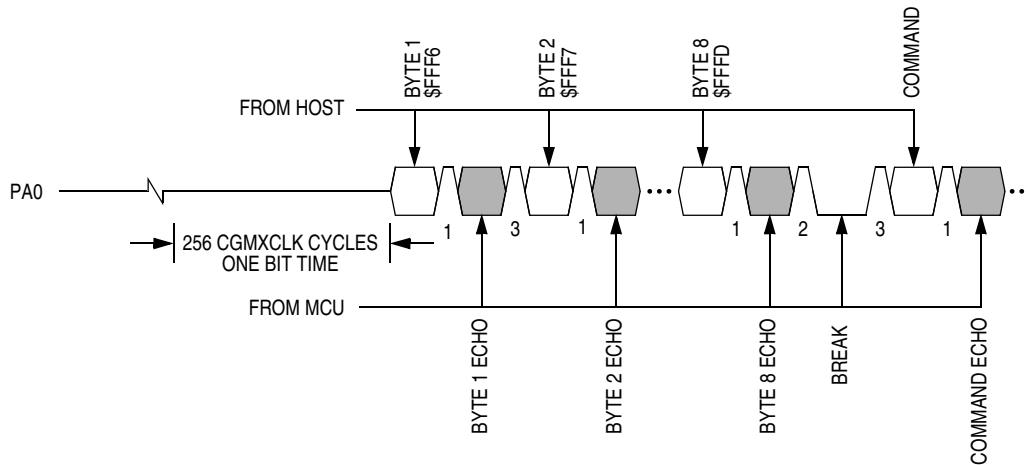 BYTE 1
$FFF6
BYTE 2
$FFF7
BYTE 8
$FFFD
COMMAND
FROM HOST
PA0
1
3
1
1
2
3
1
256 CGMXCLK CYCLES
ONE BIT TIME
FROM MCU
BYTE 1 ECHO
BYTE 2 ECHO
BYTE 8 ECHO
BREAK
COMMAND ECHO